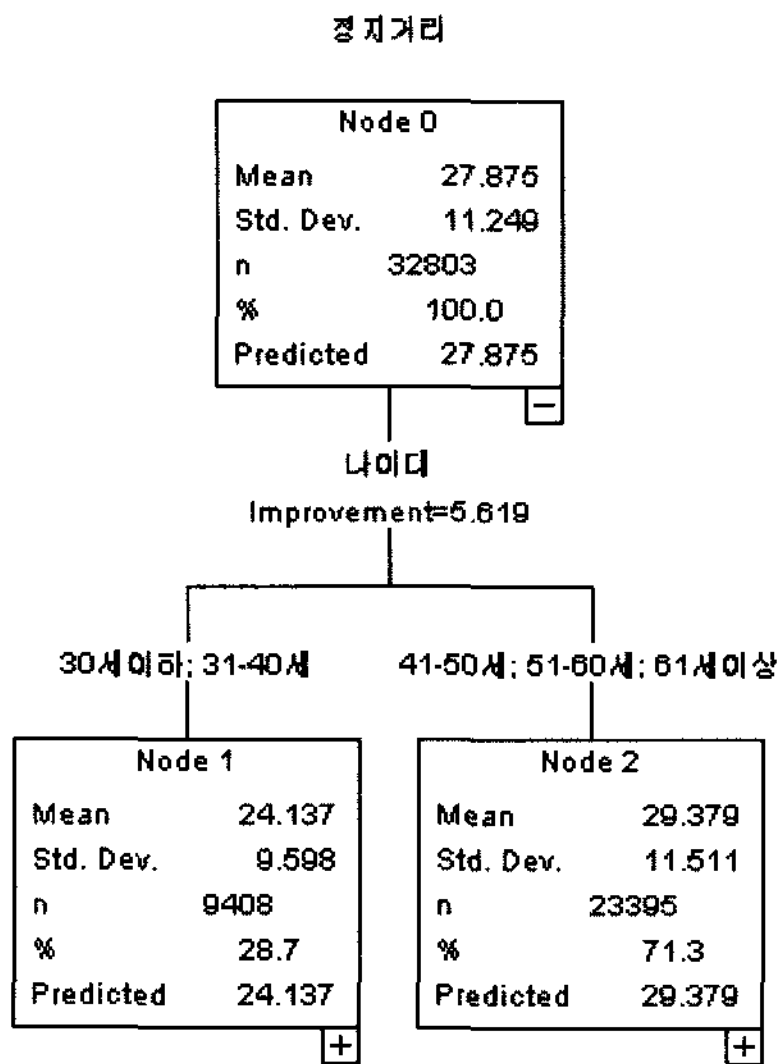 정지거리
Node 0
Mean 27.875
Std. Dev. 11.249
n 32803
% 100.0
Predicted 27.875
나이대
Improvement=5.619
30세이하; 31-40세
41-50세; 51-60세; 61세이상
Node 1
Mean 24.137
Std. Dev. 9.598
n 9408
% 28.7
Predicted 24.137
Node 2
Mean 29.379
Std. Dev. 11.511
n 23395
% 71.3
Predicted 29.379